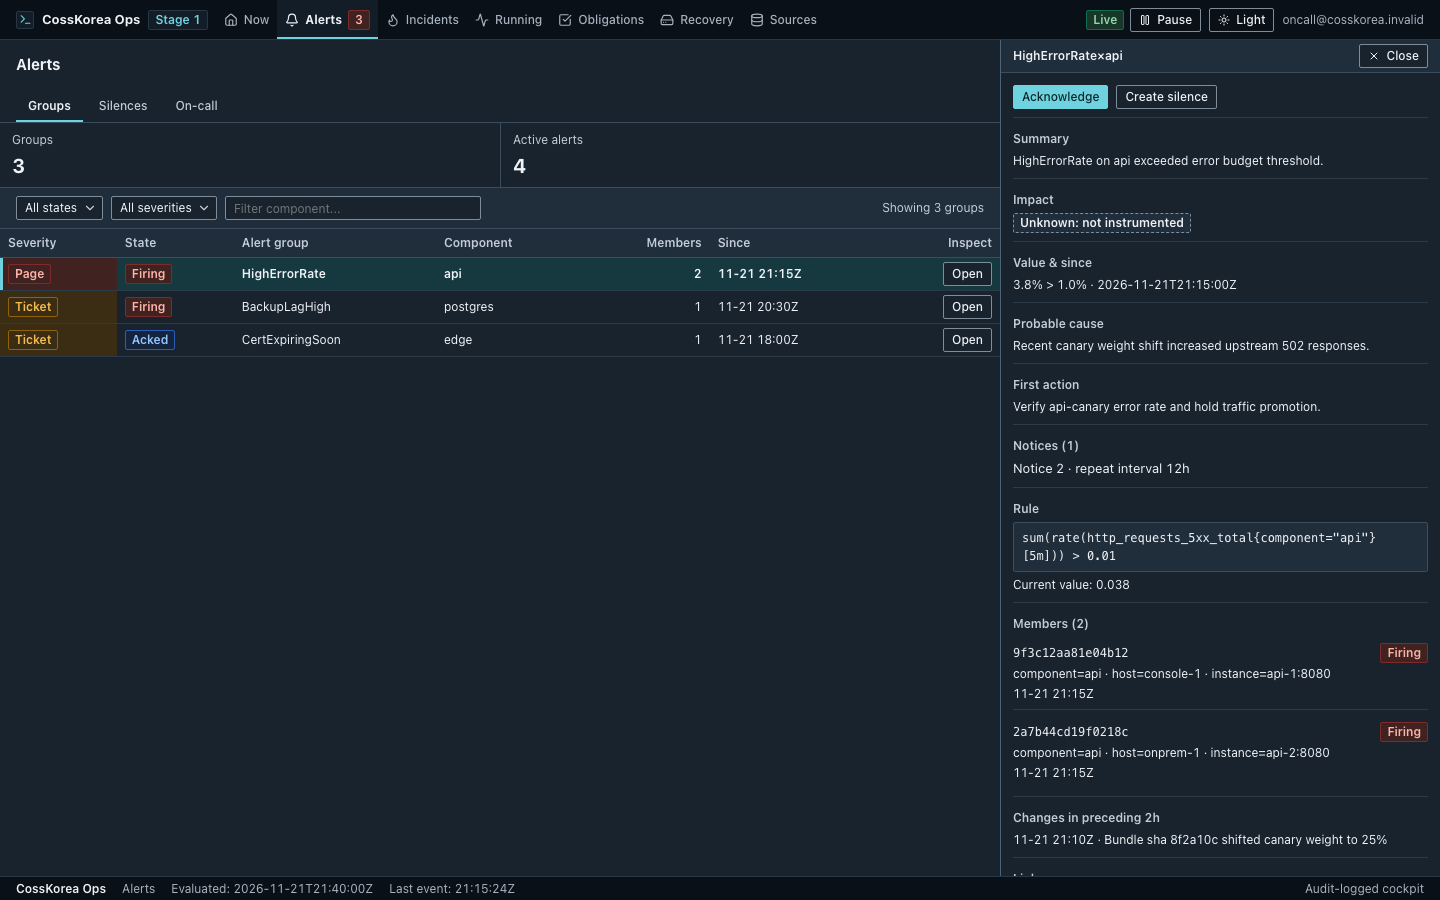 CossKorea Ops Stage 1 Now Alerts 3 Incidents Running Obligations Recovery Sources Live Pause Light oncall@cosskorea.invalid
Alerts
Groups Silences On-call
Groups
3
Active alerts
4
All states All severities Filter component... Showing 3 groups
Severity State Alert group Component Members Since Inspect
Page Firing HighErrorRate api 2 11-21 21:15Z Open
Ticket Firing BackupLagHigh postgres 1 11-21 20:30Z Open
Ticket Acked CertExpiringSoon edge 1 11-21 18:00Z Open
HighErrorRate×api Close
Acknowledge Create silence
Summary
HighErrorRate on api exceeded error budget threshold.
Impact
Unknown: not instrumented
Value & since
3.8% > 1.0% · 2026-11-21T21:15:00Z
Probable cause
Recent canary weight shift increased upstream 502 responses.
First action
Verify api-canary error rate and hold traffic promotion.
Notices (1)
Notice 2 · repeat interval 12h
Rule
sum(rate(http_requests_5xx_total{component="api"}
[5m])) > 0.01
Current value: 0.038
Members (2)
9f3c12aa81e04b12 Firing
component=api · host=console-1 · instance=api-1:8080
11-21 21:15Z
2a7b44cd19f0218c Firing
component=api · host=onprem-1 · instance=api-2:8080
11-21 21:15Z
Changes in preceding 2h
11-21 21:10Z · Bundle sha 8f2a10c shifted canary weight to 25%
CossKorea Ops Alerts Evaluated: 2026-11-21T21:40:00Z Last event: 21:15:24Z Audit-logged cockpit